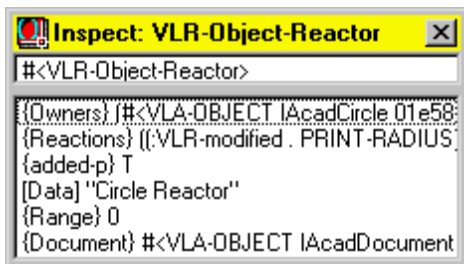 Inspect: VLR-Object-Reactor
#<VLR-Object-Reactor>
{Owners} (#<VLA-OBJECT IAcadCircle 01e58
{Reactions} ((:VLR-modified . PRINT-RADIUS)
{added-p} T
[Data] "Circle Reactor"
{Range} 0
{Document} #<VLA-OBJECT IAcadDocument